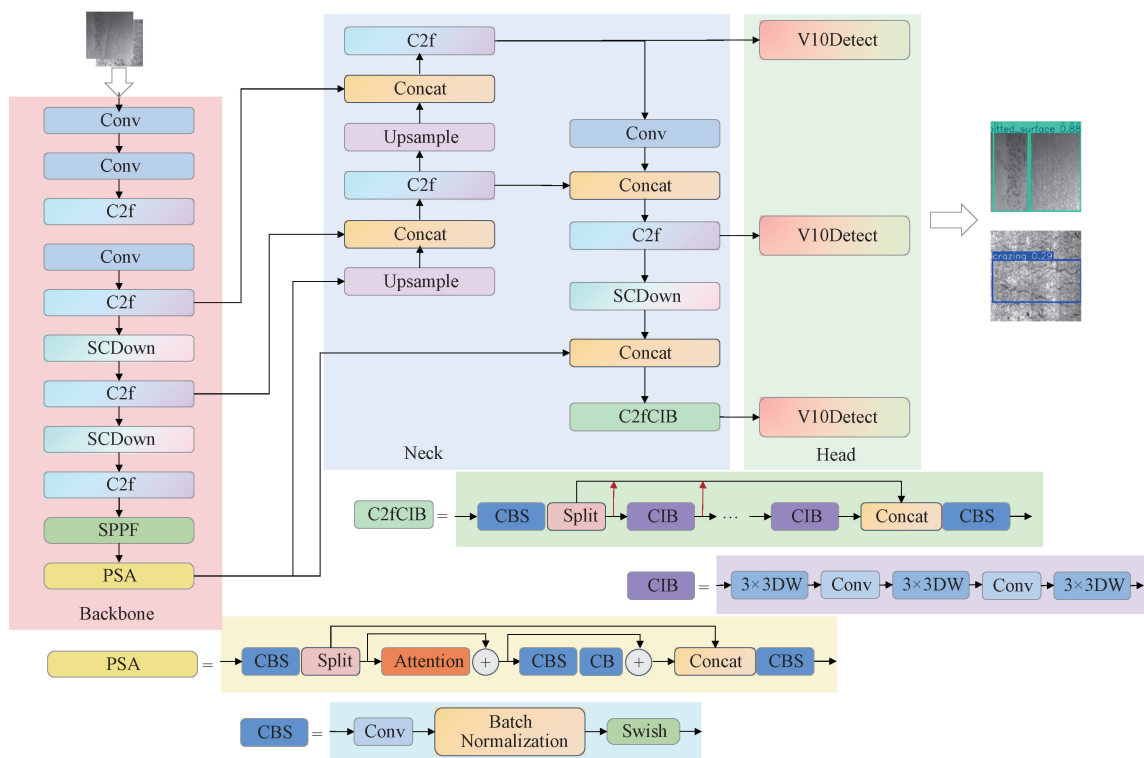 Conv
Conv
C2f
Conv
C2f
SCDown
C2f
SCDown
C2f
SPPF
PSA
Backbone
C2f
Concat
Upsample
C2f
Concat
Upsample
Conv
Concat
C2f
SCDown
Concat
C2fCIB
Neck
V10Detect
V10Detect
V10Detect
Head
pitted_surface 0.88
crazing 0.29
C2fCIB = CBS Split CIB ... CIB Concat CBS
CIB = 3×3DW Conv 3×3DW Conv 3×3DW
PSA = CBS Split Attention + CBS CB + Concat CBS
CBS = Conv Batch Normalization Swish